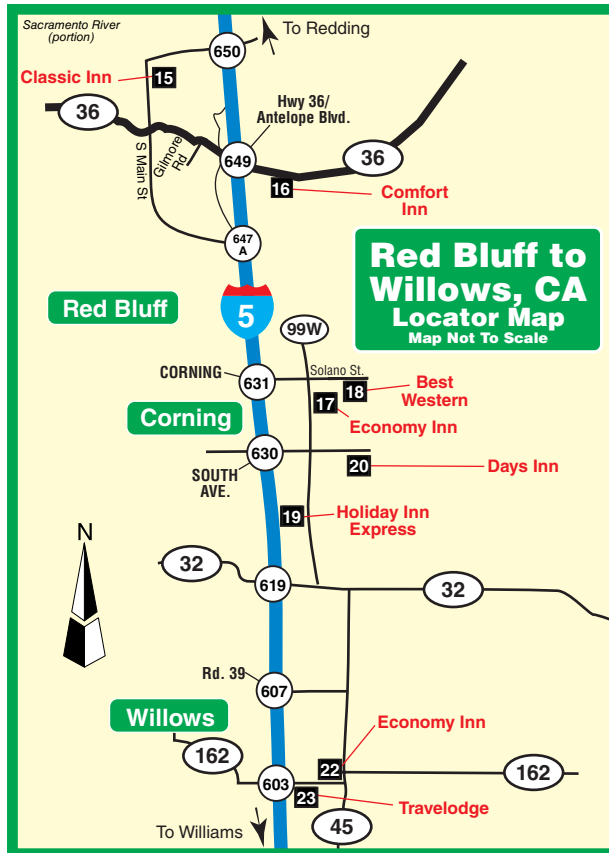 Sacramento River
(portion)
To Redding
650
Classic Inn
15
36
Hwy 36/
Antelope Blvd.
S Main St
Gilmore
Rd
649
36
16
Comfort
Inn
647
A
Red Bluff to
Willows, CA
Locator Map
Map Not To Scale
Red Bluff
5
99W
CORNING
631
Solano St.
18
Best
Western
17
Economy Inn
Corning
630
SOUTH
AVE.
20
Days Inn
19
Holiday Inn
Express
N
32
619
32
Rd. 39
607
Willows
Economy Inn
162
22
162
603
23
Travelodge
To Williams
45